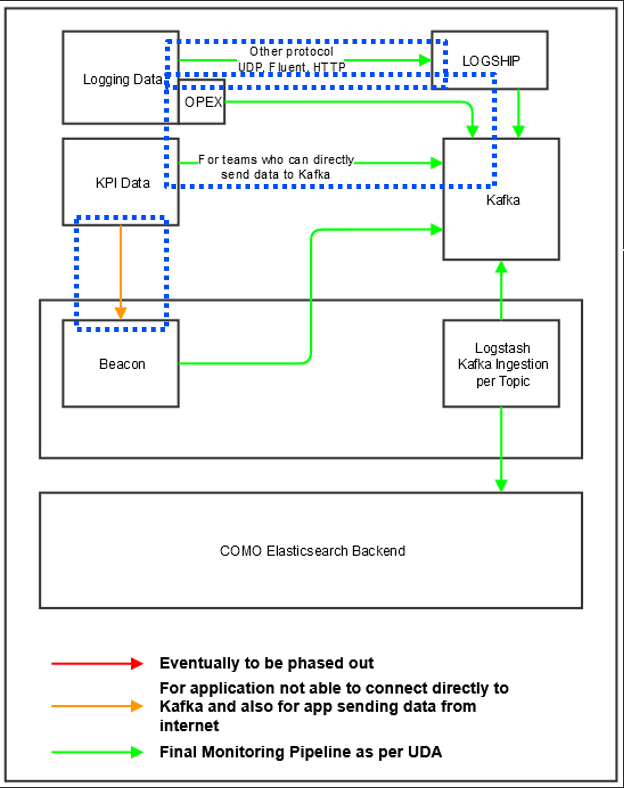 Other protocol
UDP, Fluent, HTTP
LOGSHIP
Logging Data
OPEX
For teams who can directly
send data to Kafka
KPI Data
Kafka
Beacon
Logstash
Kafka Ingestion
per Topic
COMO Elasticsearch Backend
Eventually to be phased out
For application not able to connect directly to
Kafka and also for app sending data from
internet
Final Monitoring Pipeline as per UDA